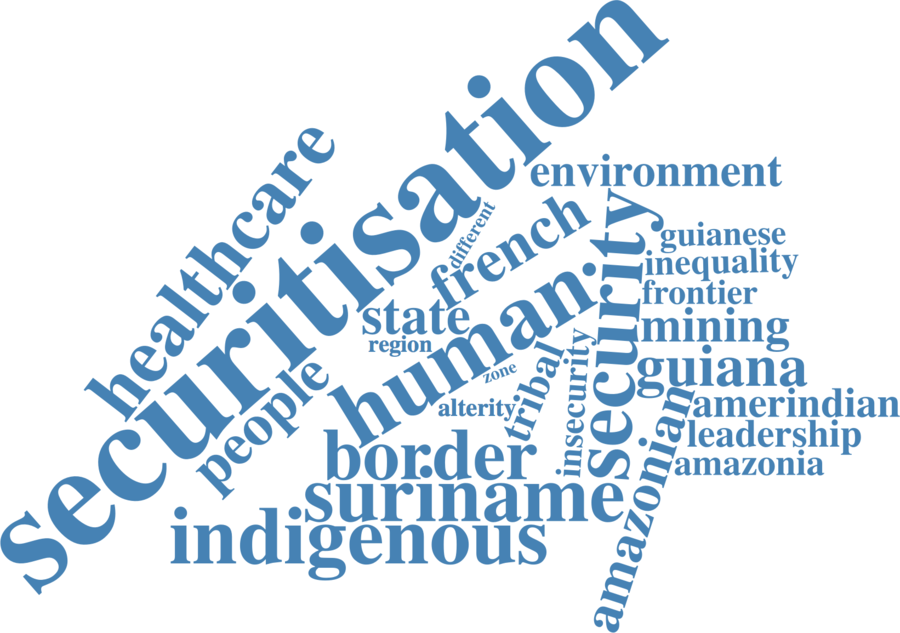 securitisation
healthcare
environment
different
french
guianese
inequality
security
frontier
state
human
mining
region
guiana
zone
tribal
people
insecurity
alterity
amerindian
leadership
border
amazonia
suriname
indigenous
amazonian